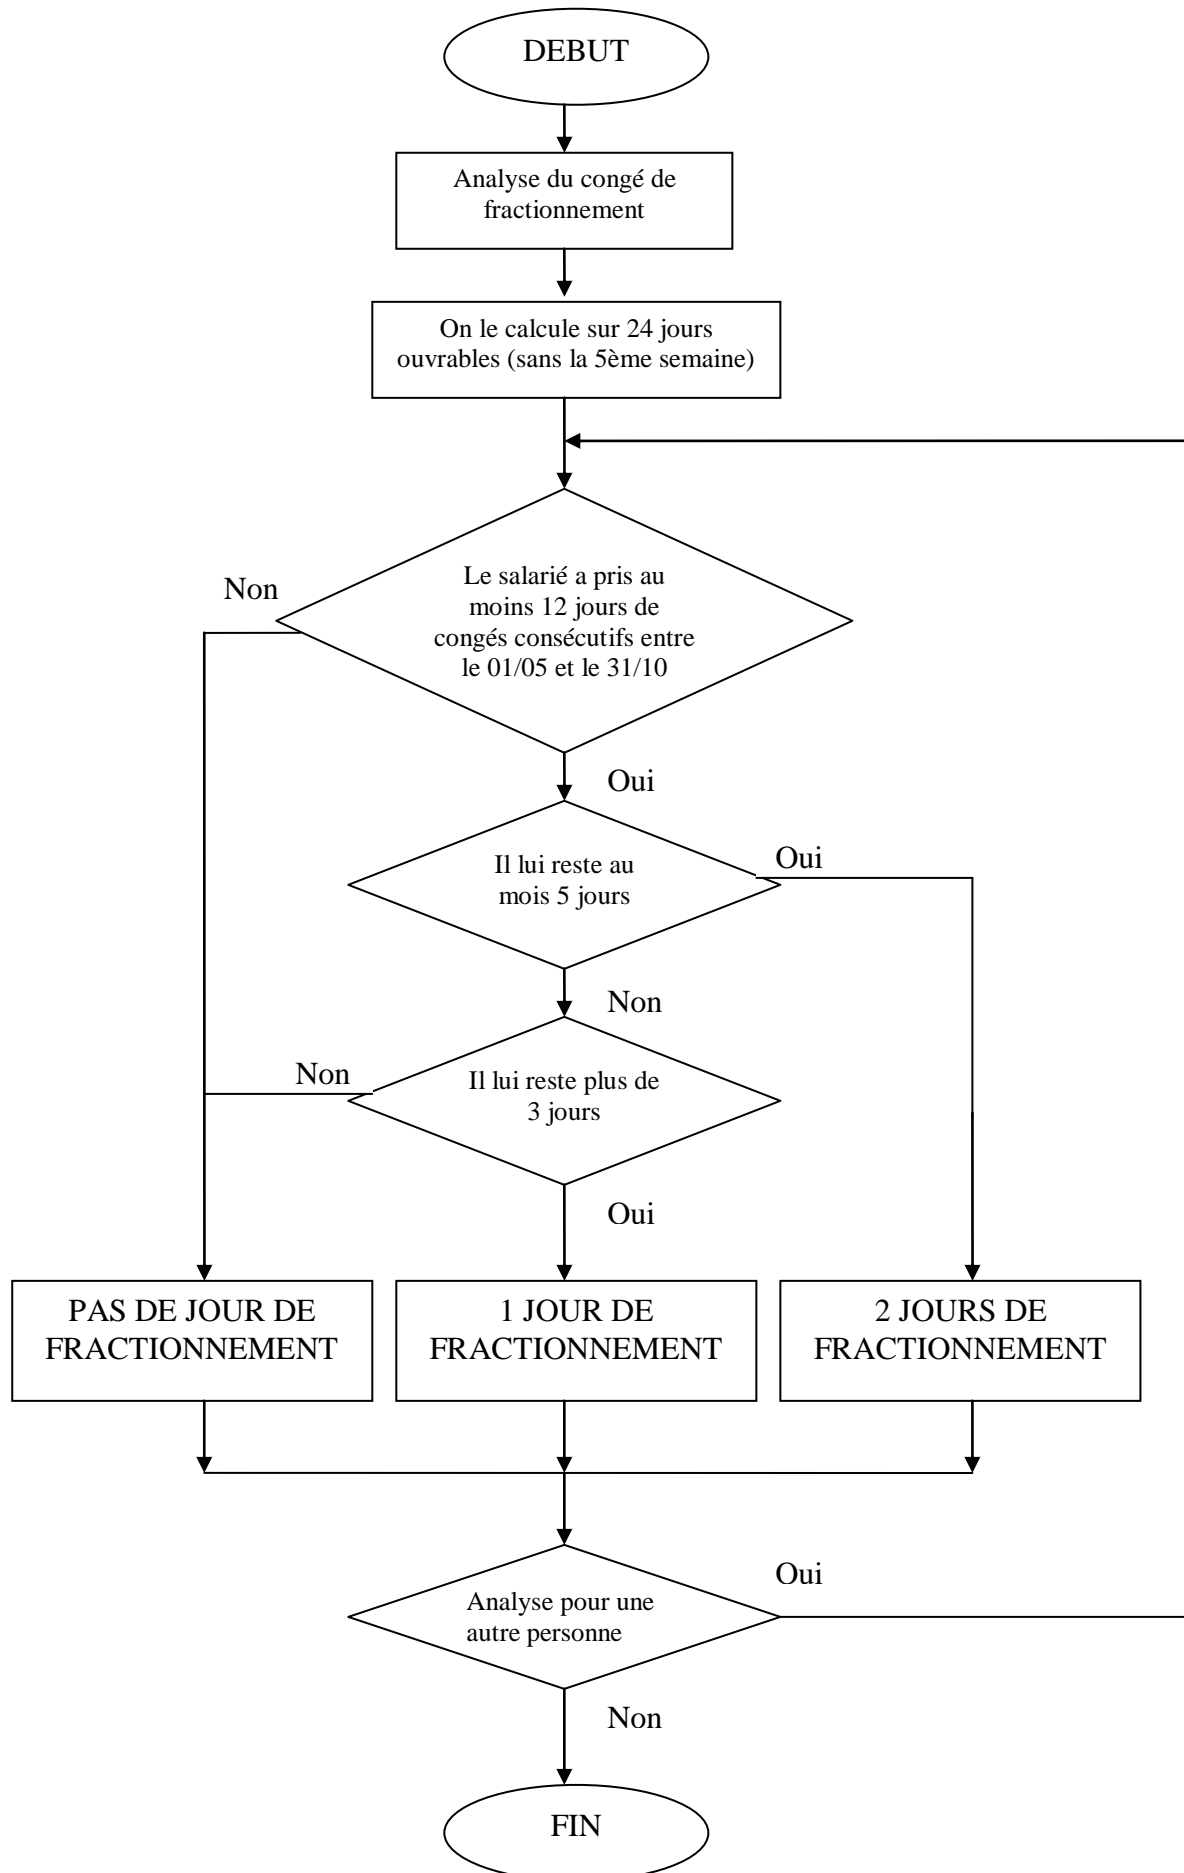 DEBUT
Analyse du congé de
fractionnement
On le calcule sur 24 jours
ouvrables (sans la 5ème semaine)
Le salarié a pris au
moins 12 jours de
congés consécutifs entre
le 01/05 et le 31/10
Non
Oui
Il lui reste au
mois 5 jours
Oui
Non
Il lui reste plus de
3 jours
Non
Oui
PAS DE JOUR DE
FRACTIONNEMENT
1 JOUR DE
FRACTIONNEMENT
2 JOURS DE
FRACTIONNEMENT
Analyse pour une
autre personne
Oui
Non
FIN